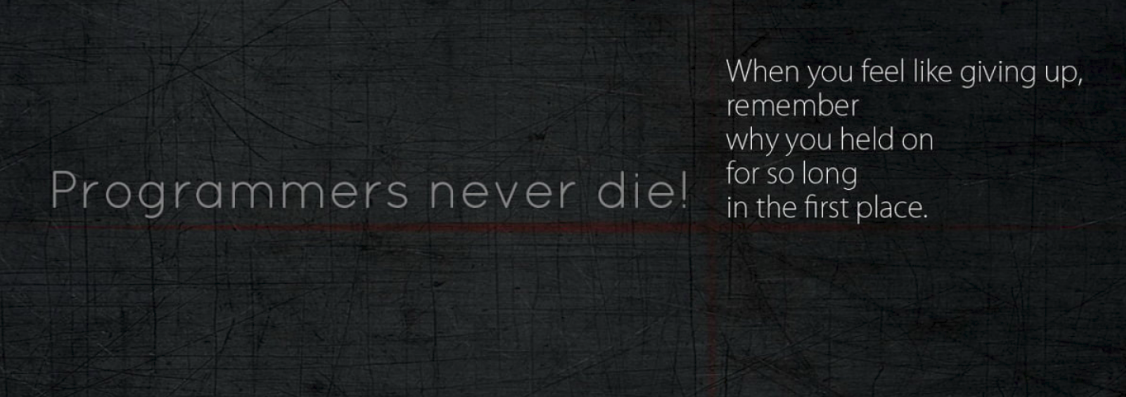 Programmers never die!
When you feel like giving up,
remember
why you held on
for so long
in the first place.